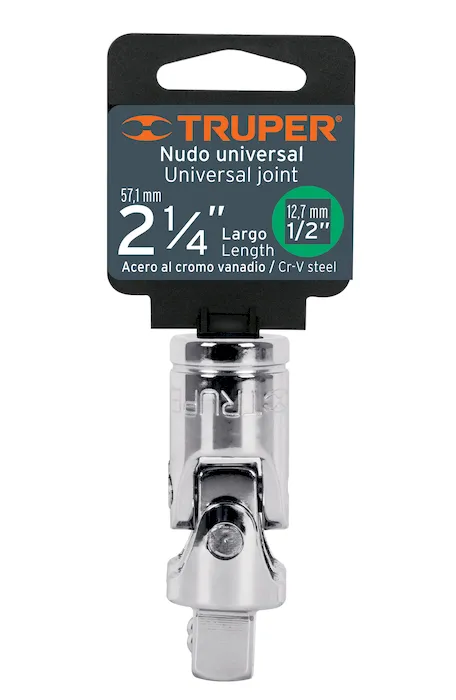 TRUPER®
Nudo universal
Universal joint
57,1 mm
2 1/4"
Largo
Length
12,7 mm
1/2"
Acero al cromo vanadio / Cr-V steel
TRUPE